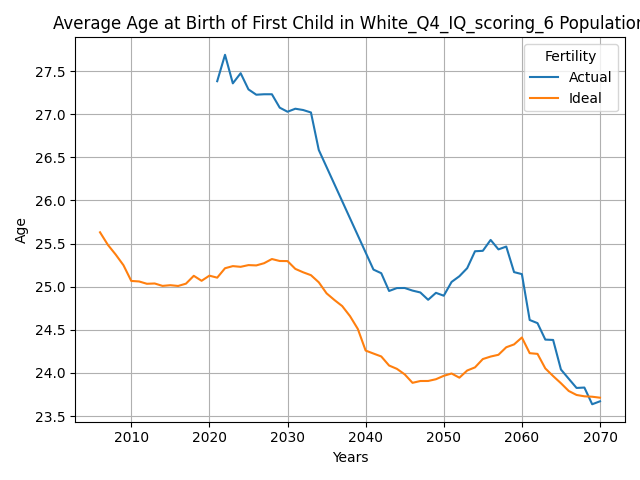 Average Age at Birth of First Child in White_Q4_IQ_scoring_6 Population
Fertility
Actual
Ideal
27.5
27.0
26.5
26.0
25.5
25.0
24.5
24.0
23.5
Age
2010 2020 2030 2040 2050 2060 2070
Years